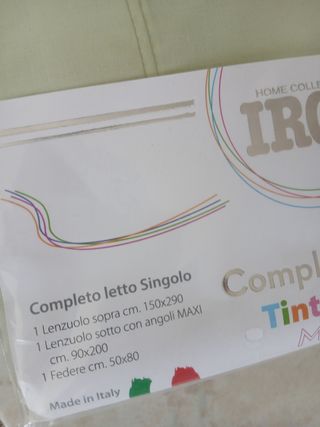 HOME COLLE
IRO
Completo letto Singolo
1 Lenzuolo sopra cm. 150x290
1 Lenzuolo sotto con angoli MAXI
cm. 90x200
1 Federe cm. 50x80
Made in Italy
Compl
Tint
M